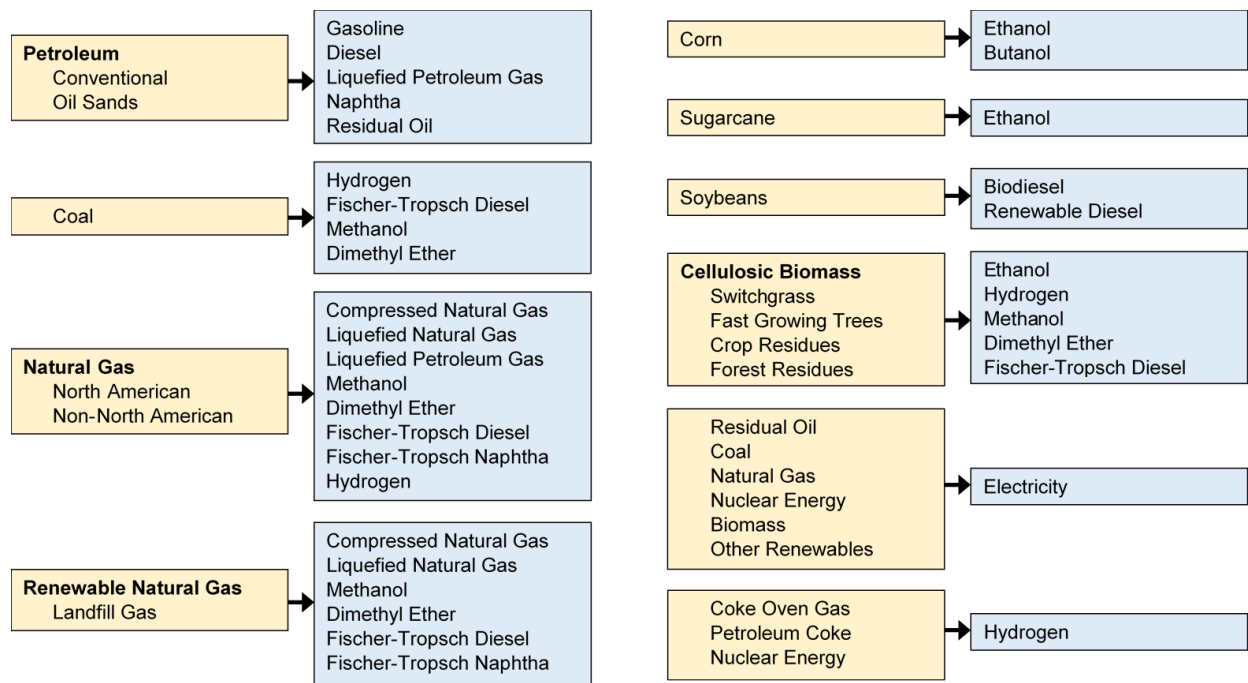 Petroleum
Conventional
Oil Sands
Gasoline
Diesel
Liquefied Petroleum Gas
Naphtha
Residual Oil
Coal
Hydrogen
Fischer-Tropsch Diesel
Methanol
Dimethyl Ether
Natural Gas
North American
Non-North American
Compressed Natural Gas
Liquefied Natural Gas
Liquefied Petroleum Gas
Methanol
Dimethyl Ether
Fischer-Tropsch Diesel
Fischer-Tropsch Naphtha
Hydrogen
Renewable Natural Gas
Landfill Gas
Compressed Natural Gas
Liquefied Natural Gas
Methanol
Dimethyl Ether
Fischer-Tropsch Diesel
Fischer-Tropsch Naphtha
Corn
Ethanol
Butanol
Sugarcane
Ethanol
Soybeans
Biodiesel
Renewable Diesel
Cellulosic Biomass
Switchgrass
Fast Growing Trees
Crop Residues
Forest Residues
Ethanol
Hydrogen
Methanol
Dimethyl Ether
Fischer-Tropsch Diesel
Residual Oil
Coal
Natural Gas
Nuclear Energy
Biomass
Other Renewables
Electricity
Coke Oven Gas
Petroleum Coke
Nuclear Energy
Hydrogen